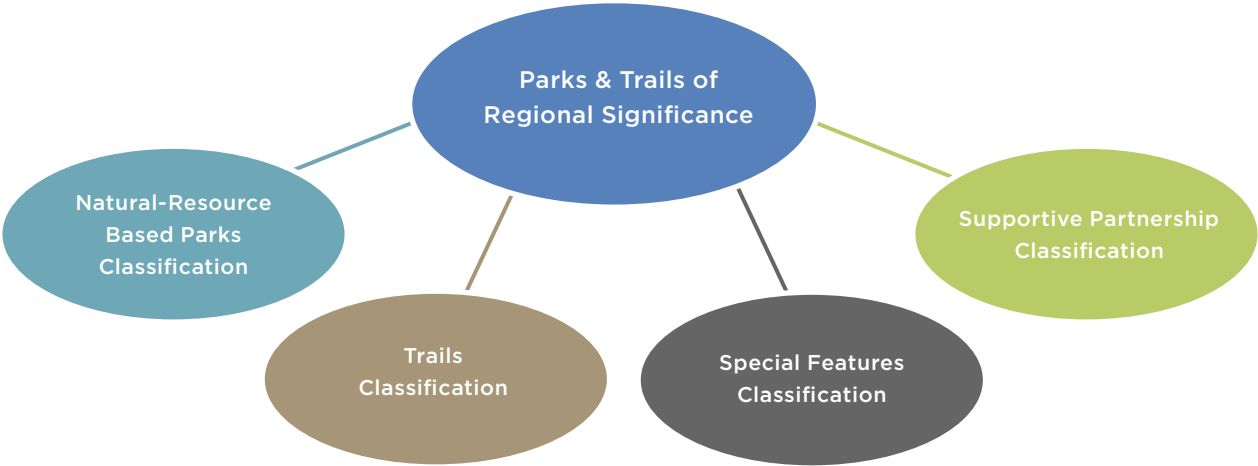 Parks & Trails of
Regional Significance
Natural-Resource
Based Parks
Classification
Trails
Classification
Special Features
Classification
Supportive Partnership
Classification